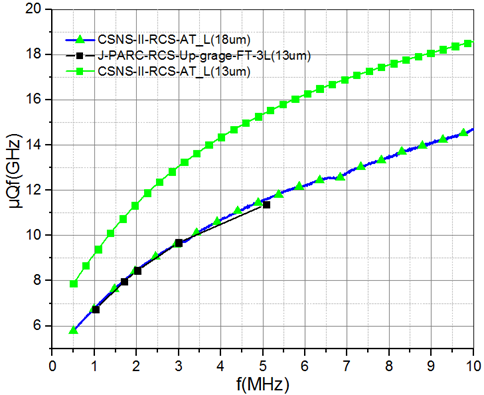 20
18
16
14
12
10
8
6
μQf(GHz)
CSNS-II-RCS-AT_L(18um)
J-PARC-RCS-Up-grage-FT-3L(13um)
CSNS-II-RCS-AT_L(13um)
0 1 2 3 4 5 6 7 8 9 10
f(MHz)